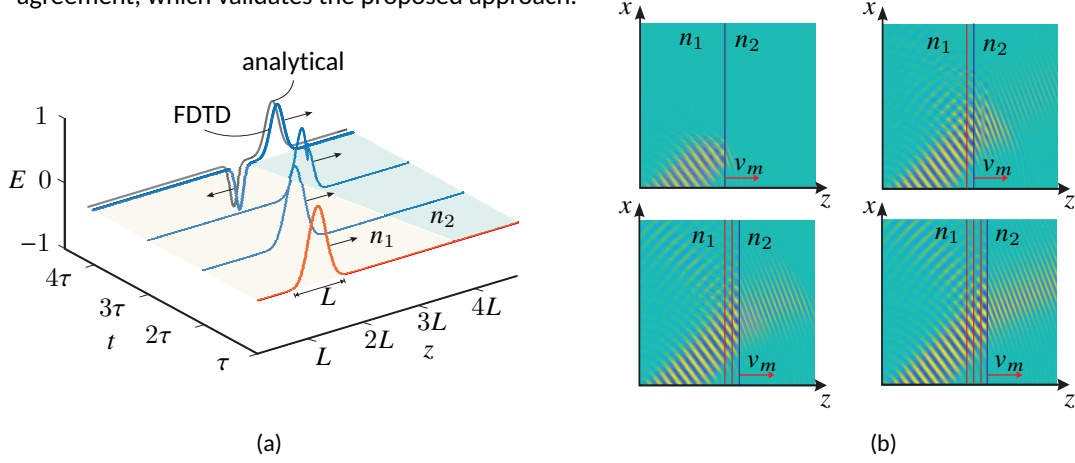 agreement, which validates the proposed approach.
analytical
FDTD
1
E 0
−1
4τ
3τ
2τ
τ
t
L
n₁
n₂
L
2L
3L
4L
z
(a)
x
n₁ n₂
vₘ
z
x
n₁ n₂
vₘ
z
x
n₁ n₂
vₘ
z
x
n₁ n₂
vₘ
z
(b)